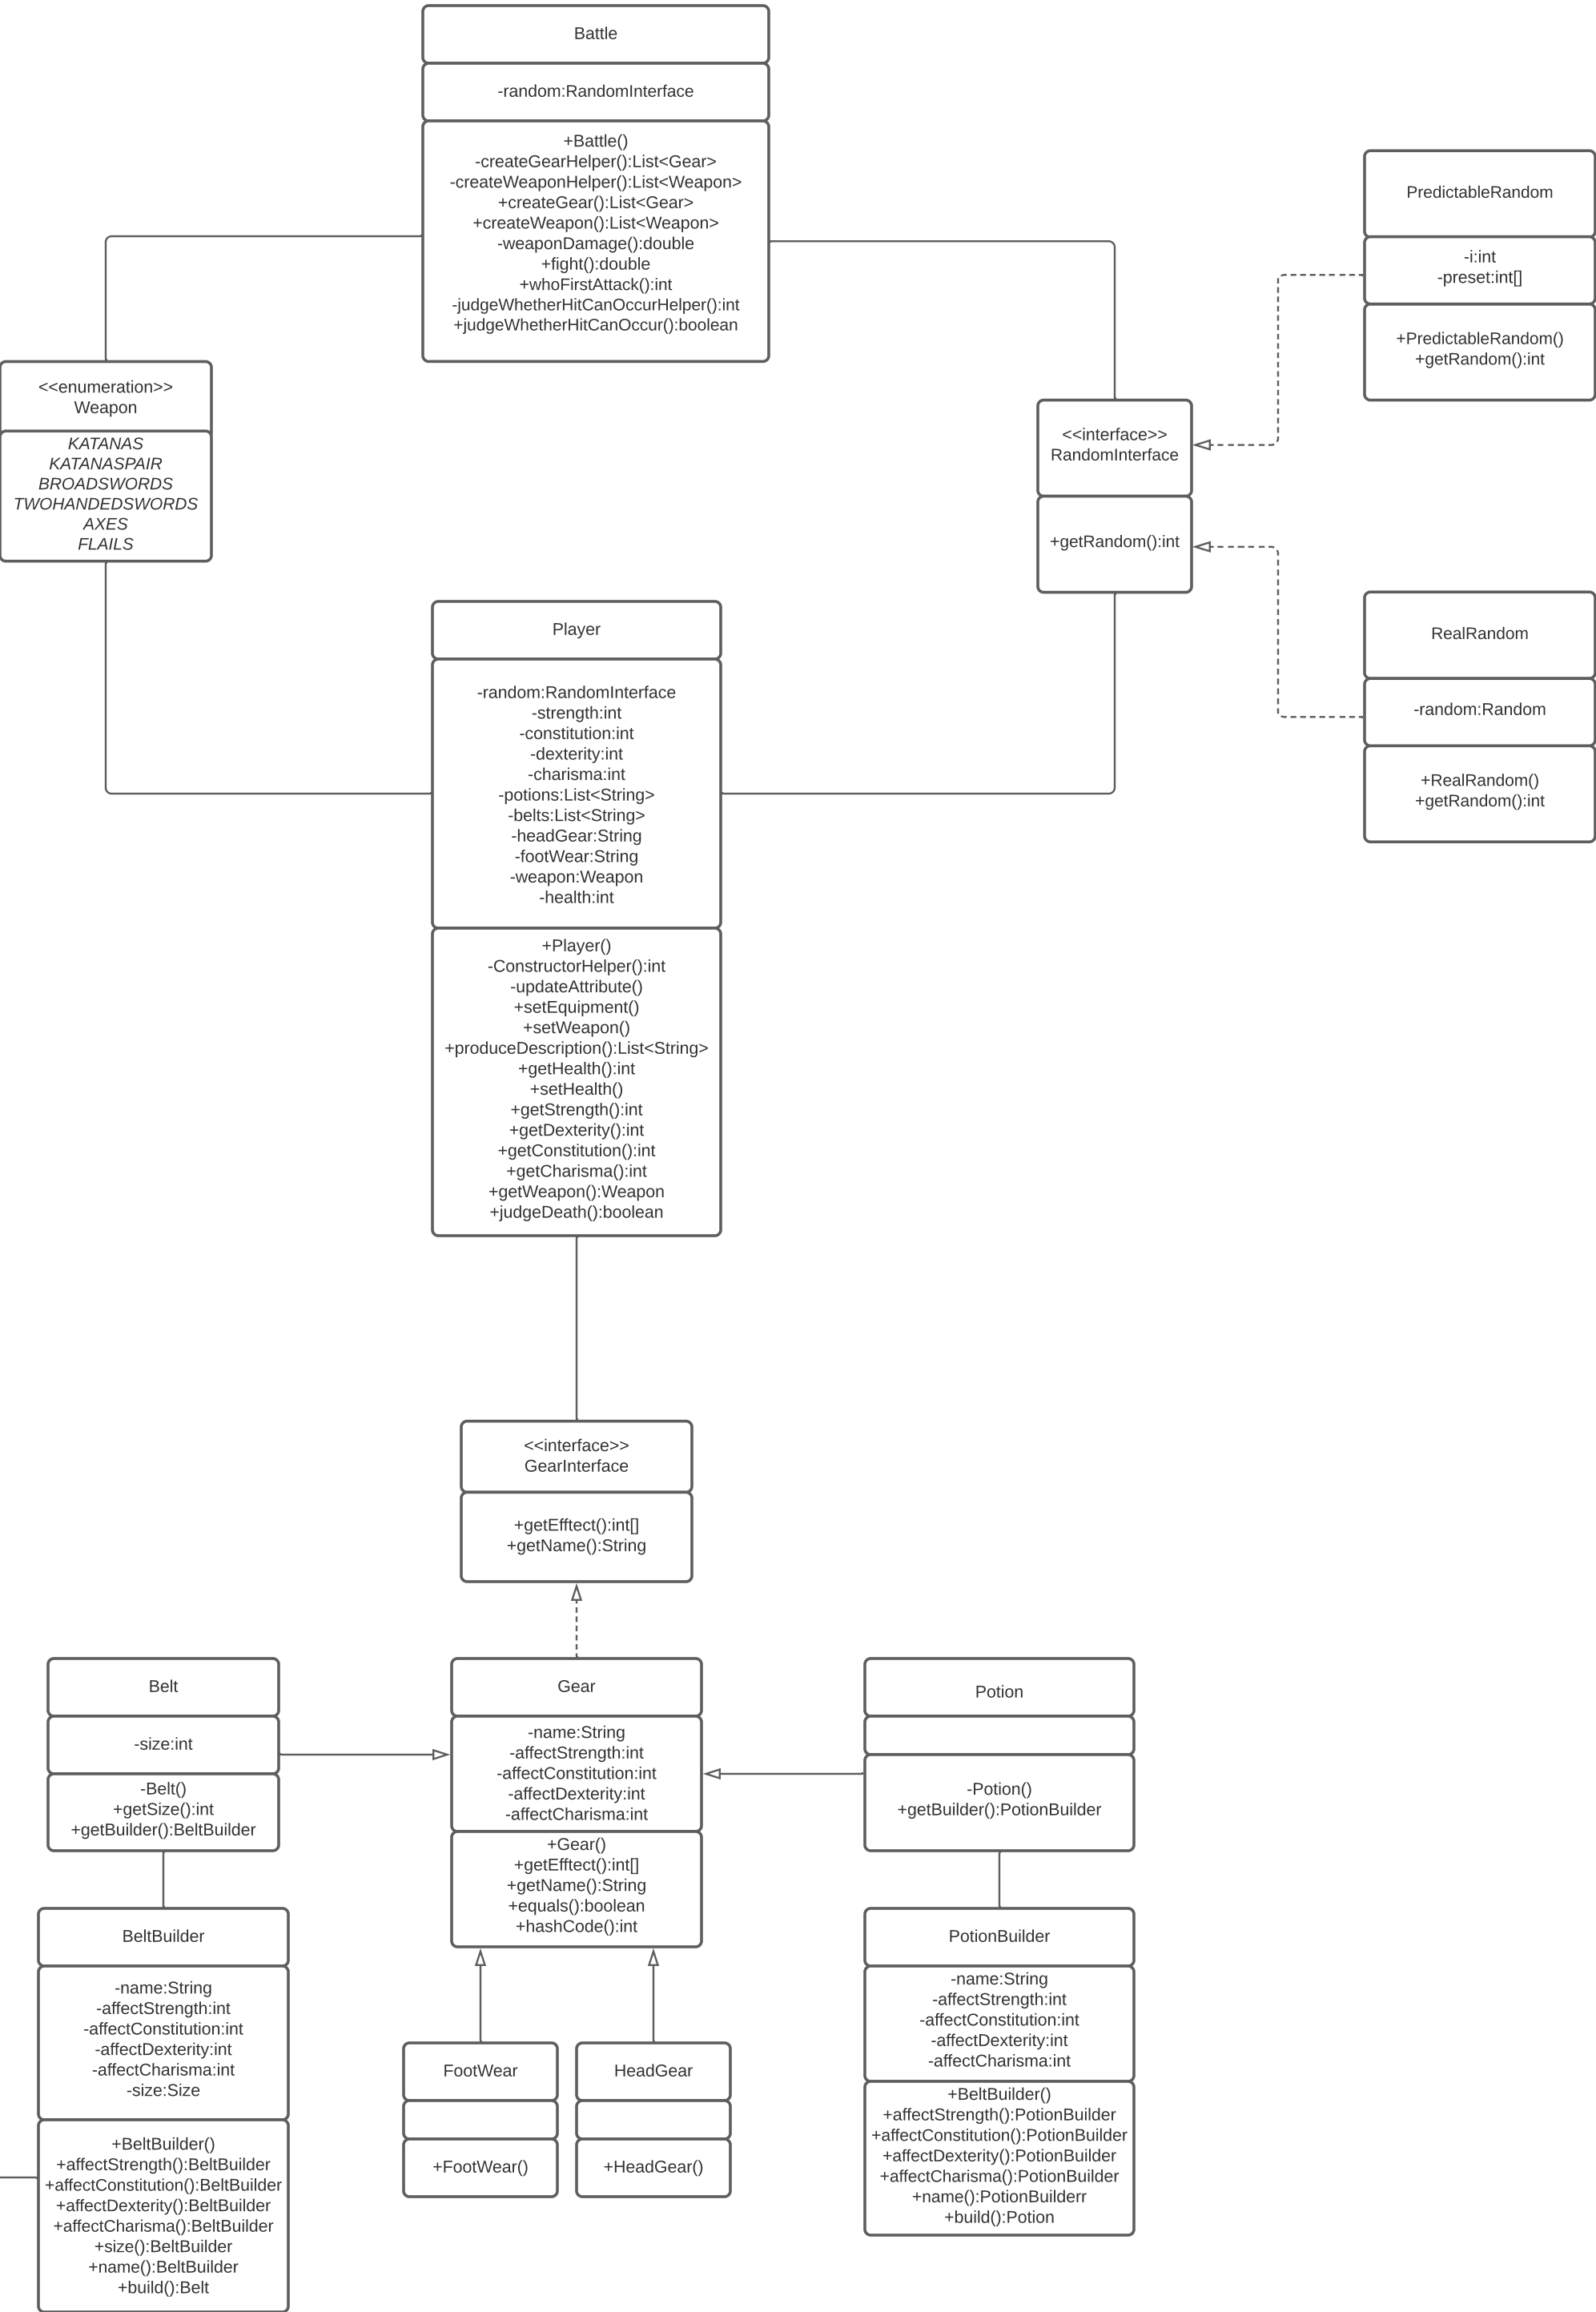 Battle
-random:RandomInterface
+Battle()
-createGearHelper():List<Gear>
-createWeaponHelper():List<Weapon>
+createGear():List<Gear>
+createWeapon():List<Weapon>
-weaponDamage():double
+fight():double
+whoFirstAttack():int
-judgeWhetherHitCanOccurHelper():int
+judgeWhetherHitCanOccur():boolean
PredictableRandom
-i:int
-preset:int[]
+PredictableRandom()
+getRandom():int
<<enumeration>>
Weapon
KATANAS
KATANASPAIR
BROADSWORDS
TWOHANDEDSWORDS
AXES
FLAILS
<<interface>>
RandomInterface
+getRandom():int
RealRandom
-random:Random
+RealRandom()
+getRandom():int
Player
-random:RandomInterface
-strength:int
-constitution:int
-dexterity:int
-charisma:int
-potions:List<String>
-belts:List<String>
-headGear:String
-footWear:String
-weapon:Weapon
-health:int
+Player()
-ConstructorHelper():int
-updateAttribute()
+setEquipment()
+setWeapon()
+produceDescription():List<String>
+getHealth():int
+setHealth()
+getStrength():int
+getDexterity():int
+getConstitution():int
+getCharisma():int
+getWeapon():Weapon
+judgeDeath():boolean
<<interface>>
GearInterface
+getEfftect():int[]
+getName():String
Belt
-size:int
-Belt()
+getSize():int
+getBuilder():BeltBuilder
Gear
-name:String
-affectStrength:int
-affectConstitution:int
-affectDexterity:int
-affectCharisma:int
+Gear()
+getEfftect():int[]
+getName():String
+equals():boolean
+hashCode():int
Potion
-Potion()
+getBuilder():PotionBuilder
BeltBuilder
-name:String
-affectStrength:int
-affectConstitution:int
-affectDexterity:int
-affectCharisma:int
-size:Size
+BeltBuilder()
+affectStrength():BeltBuilder
+affectConstitution():BeltBuilder
+affectDexterity():BeltBuilder
+affectCharisma():BeltBuilder
+size():BeltBuilder
+name():BeltBuilder
+build():Belt
FootWear
+FootWear()
HeadGear
+HeadGear()
PotionBuilder
-name:String
-affectStrength:int
-affectConstitution:int
-affectDexterity:int
-affectCharisma:int
+BeltBuilder()
+affectStrength():PotionBuilder
+affectConstitution():PotionBuilder
+affectDexterity():PotionBuilder
+affectCharisma():PotionBuilder
+name():PotionBuilderr
+build():Potion